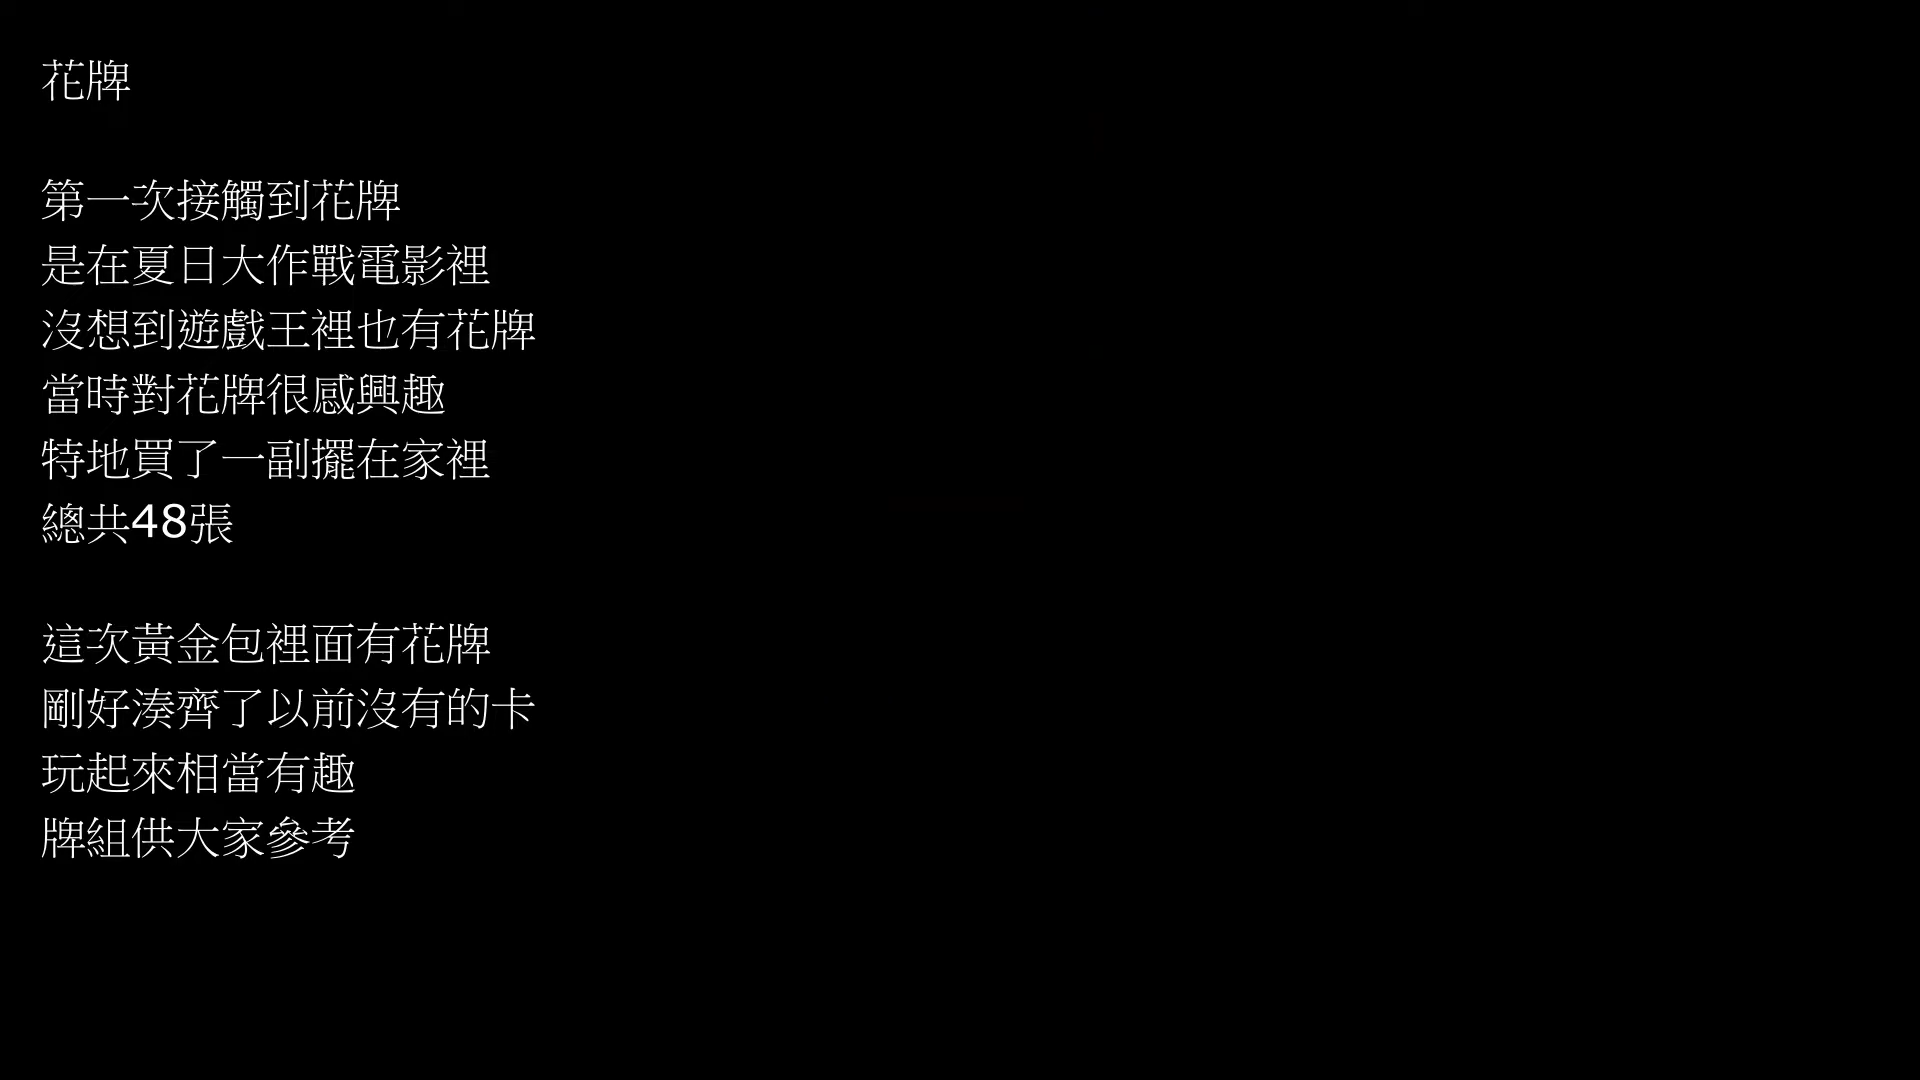 花牌
第一次接觸到花牌
是在夏日大作戰電影裡
沒想到遊戲王裡也有花牌
當時對花牌很感興趣
特地買了一副擺在家裡
總共48張
這次黃金包裡面有花牌
剛好湊齊了以前沒有的卡
玩起來相當有趣
牌組供大家參考